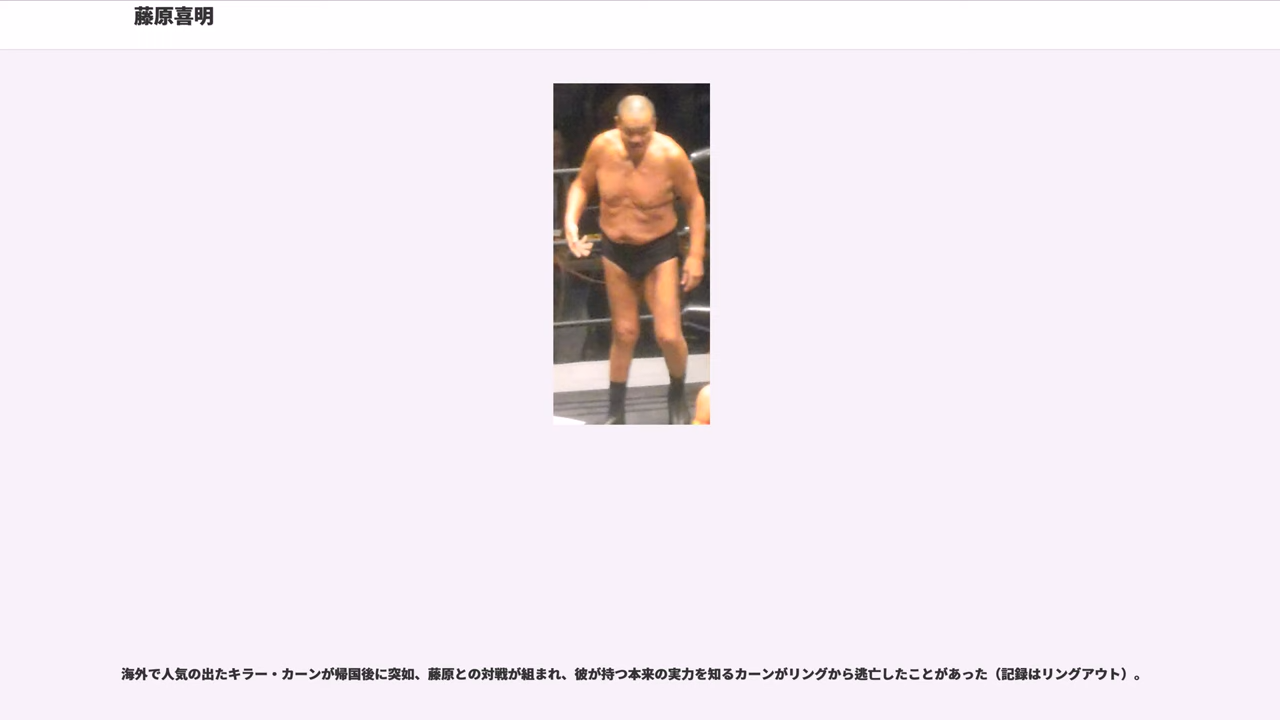 藤原喜明
海外で人気の出たキラー・カーンが帰国後に突如、藤原との対戦が組まれ、彼が持つ本来の実力を知るカーンがリングから逃亡したことがあった（記録はリングアウト）。